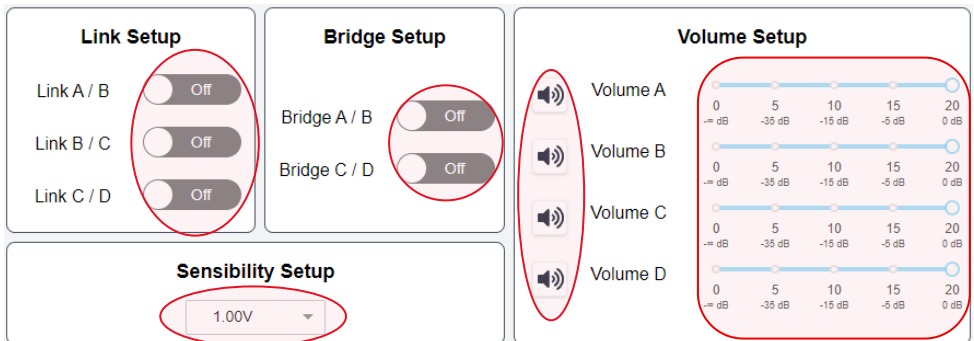 Link Setup
Link A / B
Off
Link B / C
Off
Link C / D
Off
Bridge Setup
Bridge A / B
Off
Bridge C / D
Off
Sensibility Setup
1.00V
Volume Setup
Volume A
0 5 10 15 20
-∞ dB -35 dB -15 dB -5 dB 0 dB
Volume B
0 5 10 15 20
-∞ dB -35 dB -15 dB -5 dB 0 dB
Volume C
0 5 10 15 20
-∞ dB -35 dB -15 dB -5 dB 0 dB
Volume D
0 5 10 15 20
-∞ dB -35 dB -15 dB -5 dB 0 dB